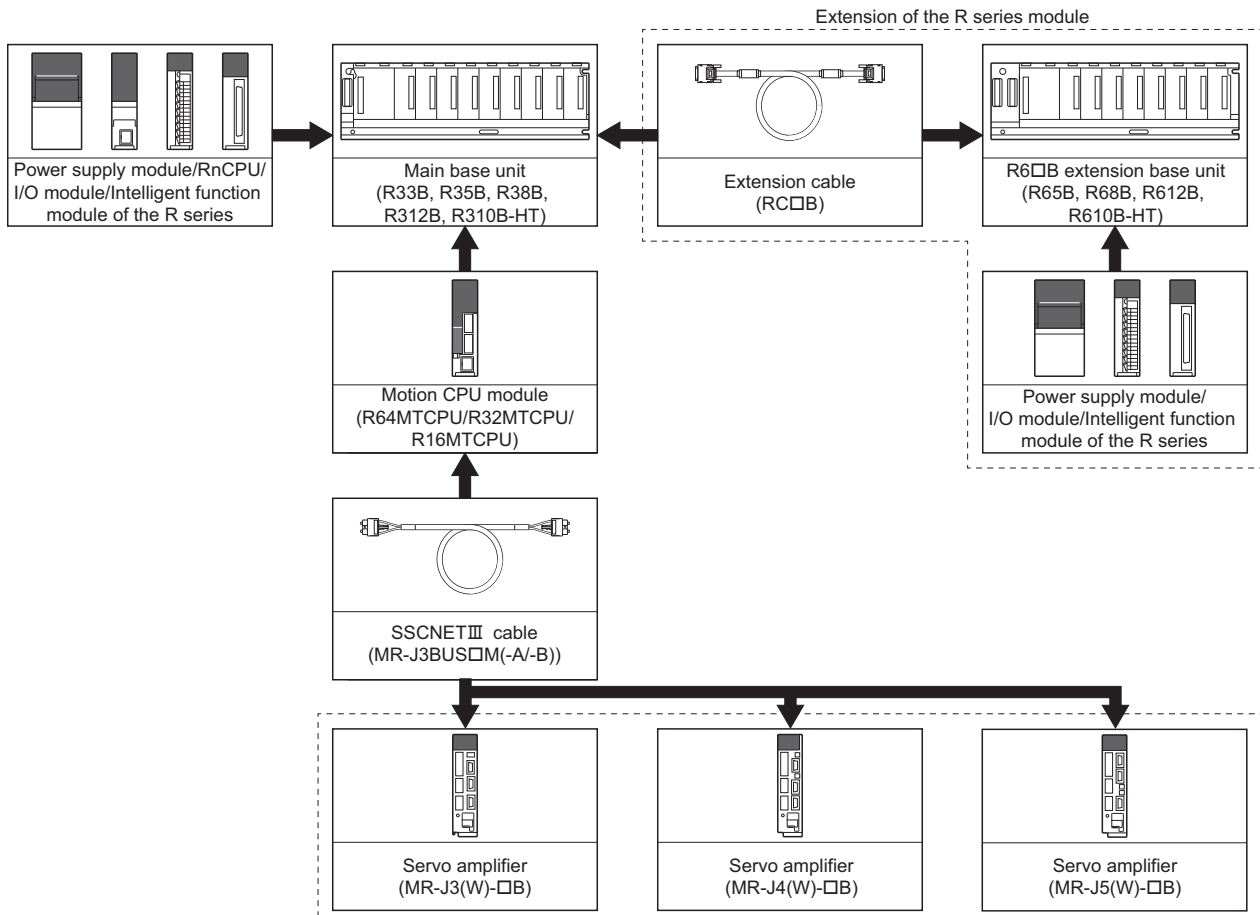 Extension of the R series module
Power supply module/RnCPU/
I/O module/Intelligent function
module of the R series
Main base unit
(R33B, R35B, R38B,
R312B, R310B-HT)
Extension cable
(RC□B)
R6□B extension base unit
(R65B, R68B, R612B,
R610B-HT)
Motion CPU module
(R64MTCPU/R32MTCPU/
R16MTCPU)
Power supply module/
I/O module/Intelligent function
module of the R series
SSCNETⅢ cable
(MR-J3BUS□M(-A/-B))
Servo amplifier
(MR-J3(W)-□B)
Servo amplifier
(MR-J4(W)-□B)
Servo amplifier
(MR-J5(W)-□B)